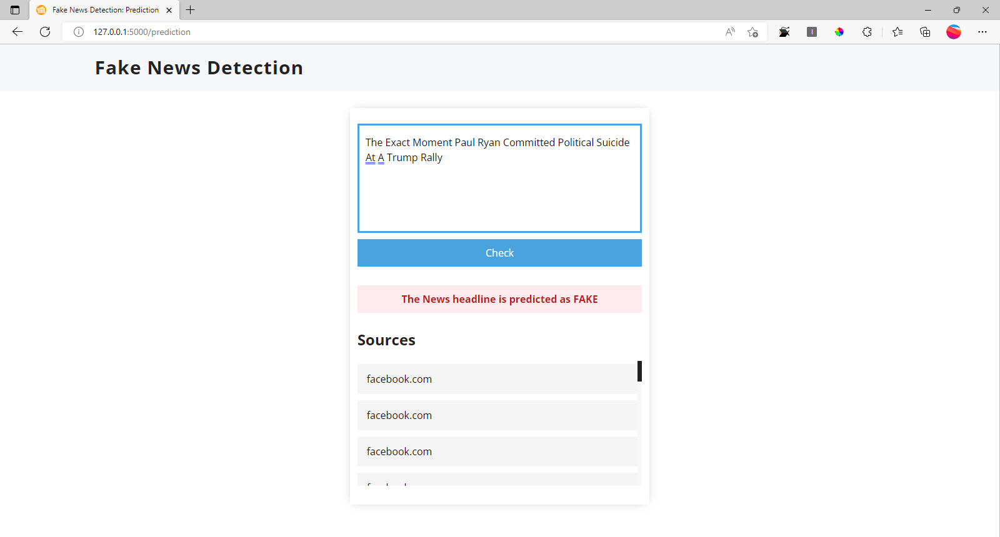 Fake News Detection: Prediction
127.0.0.1:5000/prediction
Fake News Detection
The Exact Moment Paul Ryan Committed Political Suicide
At A Trump Rally
Check
The News headline is predicted as FAKE
Sources
facebook.com
facebook.com
facebook.com